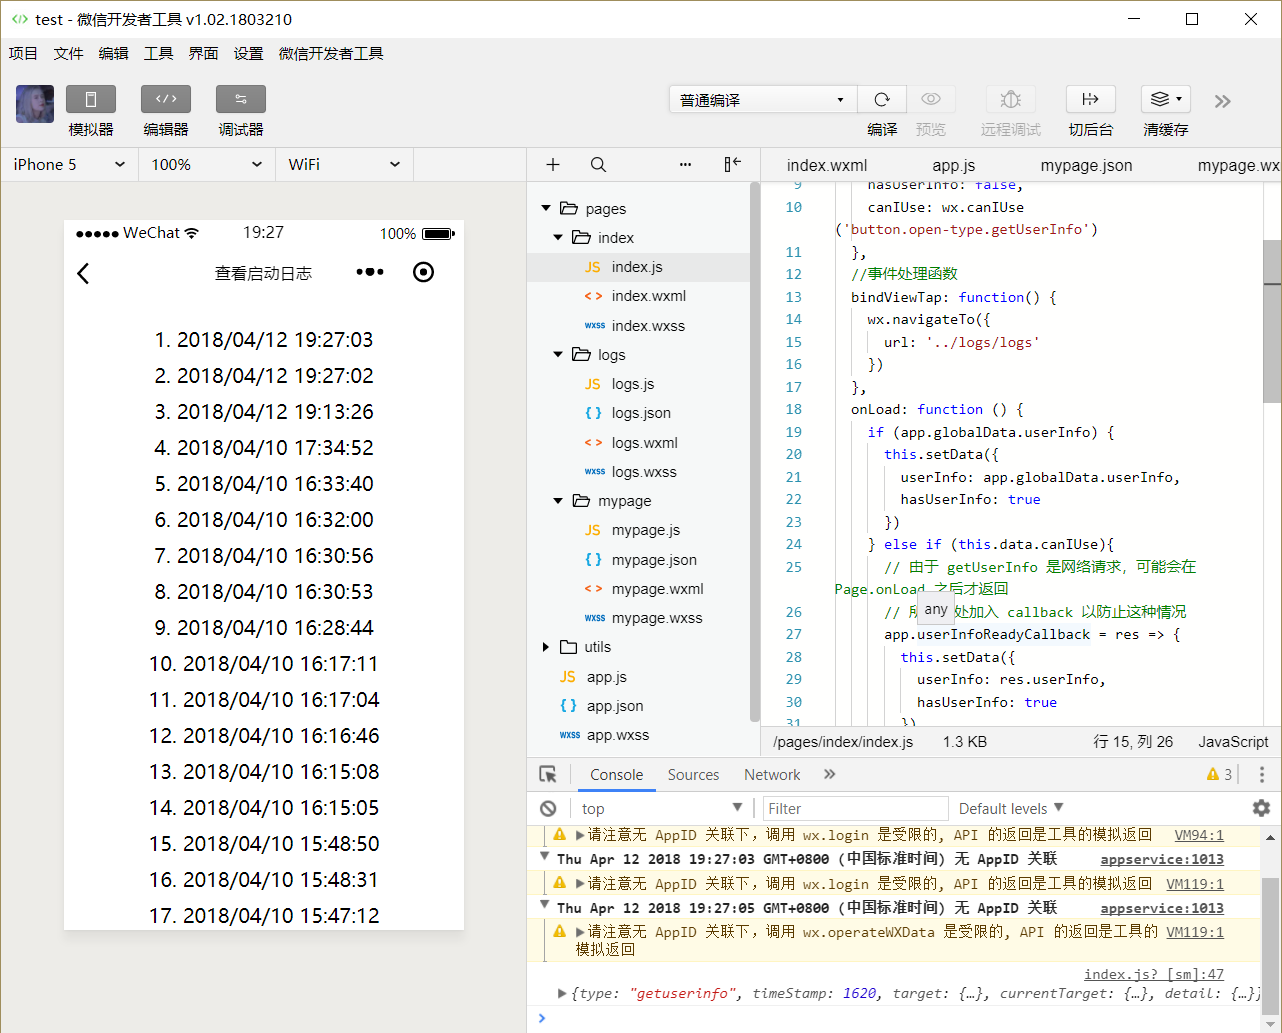 test - 微信开发者工具 v1.02.1803210
项目 文件 编辑 工具 界面 设置 微信开发者工具
普通编译
模拟器 编辑器 调试器 编译 预览 远程调试 切后台 清缓存
iPhone 5 100% WiFi
WeChat 19:27 100%
查看启动日志
1. 2018/04/12 19:27:03
2. 2018/04/12 19:27:02
3. 2018/04/12 19:13:26
4. 2018/04/10 17:34:52
5. 2018/04/10 16:33:40
6. 2018/04/10 16:32:00
7. 2018/04/10 16:30:56
8. 2018/04/10 16:30:53
9. 2018/04/10 16:28:44
10. 2018/04/10 16:17:11
11. 2018/04/10 16:17:04
12. 2018/04/10 16:16:46
13. 2018/04/10 16:15:08
14. 2018/04/10 16:15:05
15. 2018/04/10 15:48:50
16. 2018/04/10 15:48:31
17. 2018/04/10 15:47:12
pages
index
JS index.js
<> index.wxml
wxss index.wxss
logs
JS logs.js
{} logs.json
<> logs.wxml
wxss logs.wxss
mypage
JS mypage.js
{} mypage.json
<> mypage.wxml
wxss mypage.wxss
utils
JS app.js
{} app.json
wxss app.wxss
index.wxml app.js mypage.json mypage.wx
9 hasUserInfo: false,
10 canIUse: wx.canIUse
('button.open-type.getUserInfo')
11 },
12 //事件处理函数
13 bindViewTap: function() {
14 wx.navigateTo({
15 url: '../logs/logs'
16 })
17 },
18 onLoad: function () {
19 if (app.globalData.userInfo) {
20 this.setData({
21 userInfo: app.globalData.userInfo,
22 hasUserInfo: true
23 })
24 } else if (this.data.canIUse){
25 // 由于 getUserInfo 是网络请求，可能会在
Page.onLoad 之后才返回
any
26 // 处加入 callback 以防止这种情况
27 app.userInfoReadyCallback = res => {
28 this.setData({
29 userInfo: res.userInfo,
30 hasUserInfo: true
31 })
/pages/index/index.js 1.3 KB 行 15, 列 26 JavaScript
Console Sources Network 3
top Filter Default levels
请注意无 AppID 关联下，调用 wx.login 是受限的, API 的返回是工具的模拟返回 VM94:1
Thu Apr 12 2018 19:27:03 GMT+0800 (中国标准时间) 无 AppID 关联 appservice:1013
请注意无 AppID 关联下，调用 wx.login 是受限的, API 的返回是工具的模拟返回 VM119:1
Thu Apr 12 2018 19:27:05 GMT+0800 (中国标准时间) 无 AppID 关联 appservice:1013
请注意无 AppID 关联下，调用 wx.operateWXData 是受限的, API 的返回是工具的 VM119:1
模拟返回
index.js? [sm]:47
{type: "getuserinfo", timeStamp: 1620, target: {…}, currentTarget: {…}, detail: {…}}